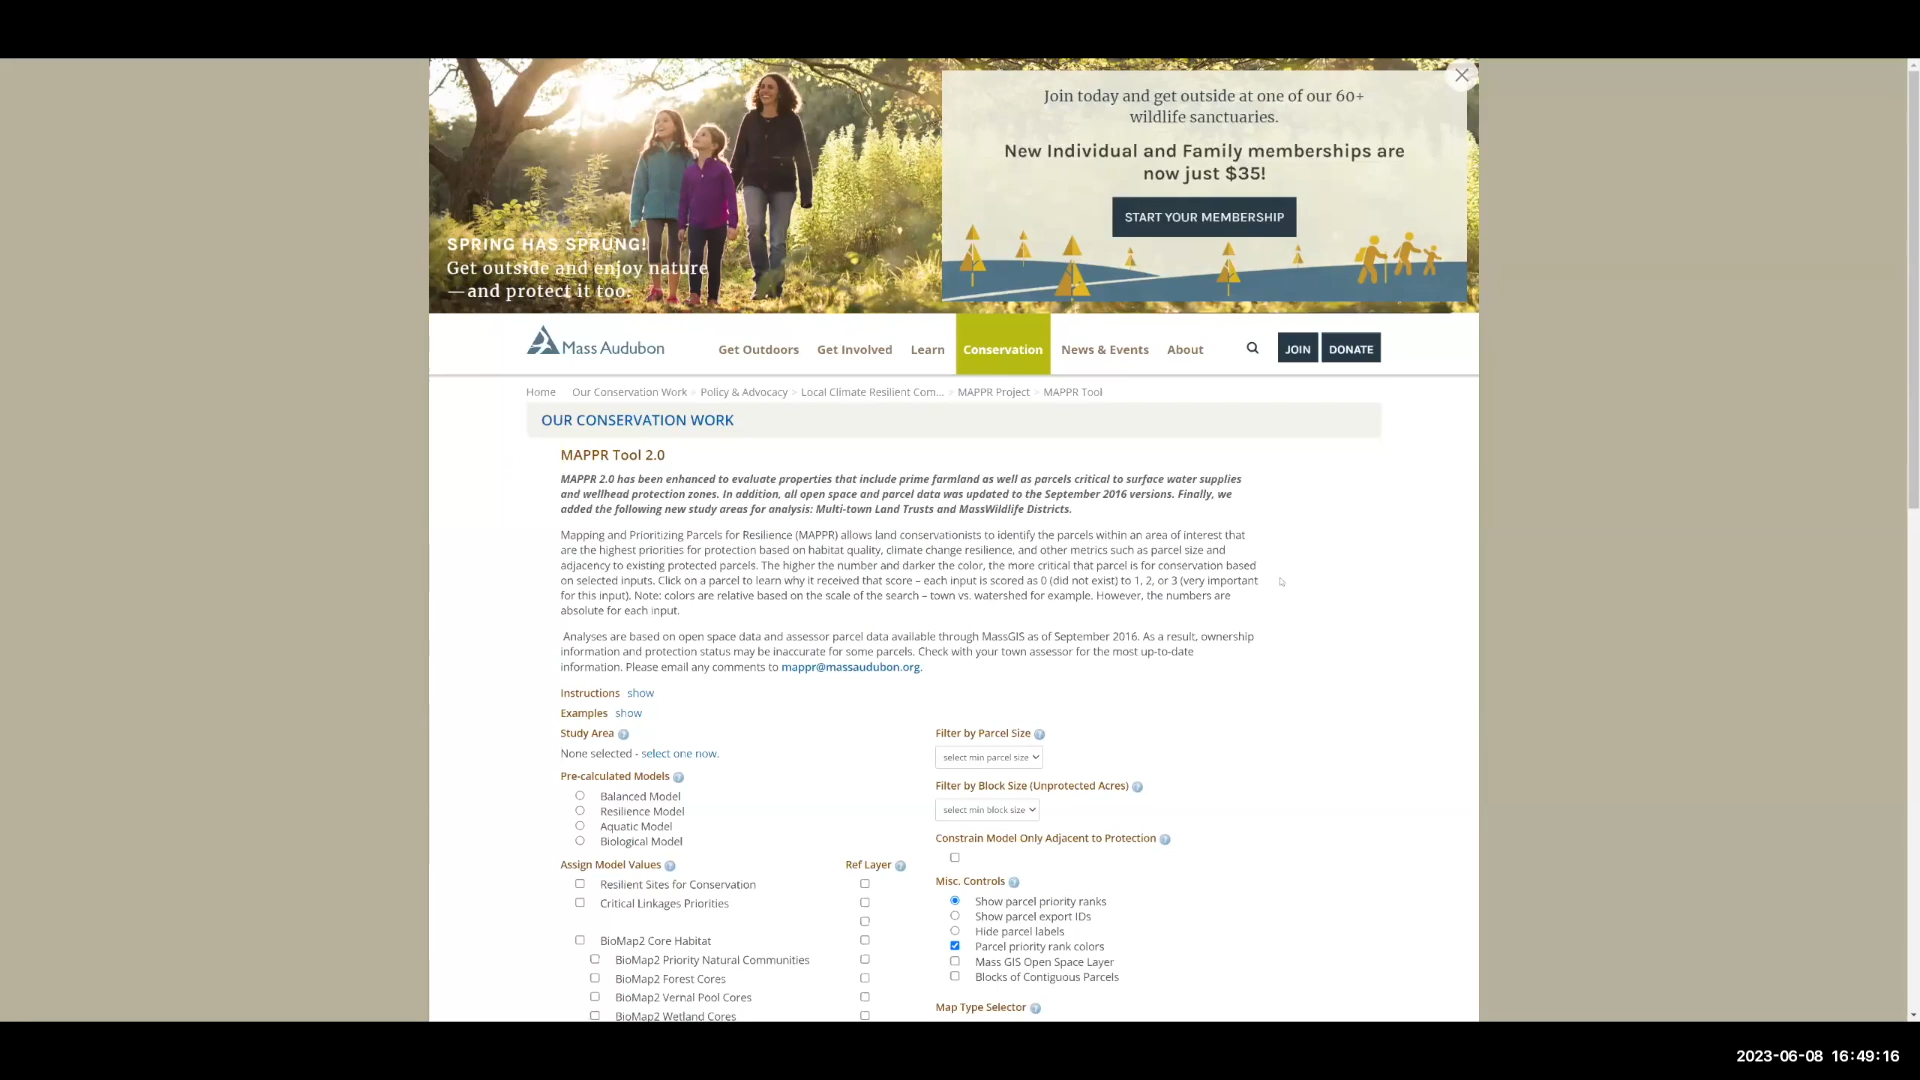 Join today and get outside at one of our 60+
wildlife sanctuaries.
New Individual and Family memberships are
now just $35!
START YOUR MEMBERSHIP
SPRING HAS SPRUNG!
Get outside and enjoy nature
—and protect it too.
Mass Audubon
Get Outdoors Get Involved Learn Conservation News & Events About JOIN DONATE
Home Our Conservation Work > Policy & Advocacy > Local Climate Resilient Com... > MAPPR Project > MAPPR Tool
OUR CONSERVATION WORK
MAPPR Tool 2.0
MAPPR 2.0 has been enhanced to evaluate properties that include prime farmland as well as parcels critical to surface water supplies
and wellhead protection zones. In addition, all open space and parcel data was updated to the September 2016 versions. Finally, we
added the following new study areas for analysis: Multi-town Land Trusts and MassWildlife Districts.
Mapping and Prioritizing Parcels for Resilience (MAPPR) allows land conservationists to identify the parcels within an area of interest that
are the highest priorities for protection based on habitat quality, climate change resilience, and other metrics such as parcel size and
adjacency to existing protected parcels. The higher the number and darker the color, the more critical that parcel is for conservation based
on selected inputs. Click on a parcel to learn why it received that score – each input is scored as 0 (did not exist) to 1, 2, or 3 (very important
for this input). Note: colors are relative based on the scale of the search – town vs. watershed for example. However, the numbers are
absolute for each input.
Analyses are based on open space data and assessor parcel data available through MassGIS as of September 2016. As a result, ownership
information and protection status may be inaccurate for some parcels. Check with your town assessor for the most up-to-date
information. Please email any comments to mappr@massaudubon.org.
Instructions show
Examples show
Study Area ?
None selected - select one now.
Pre-calculated Models ?
Balanced Model
Resilience Model
Aquatic Model
Biological Model
Assign Model Values ? Ref Layer ?
Resilient Sites for Conservation
Critical Linkages Priorities
BioMap2 Core Habitat
BioMap2 Priority Natural Communities
BioMap2 Forest Cores
BioMap2 Vernal Pool Cores
BioMap2 Wetland Cores
Filter by Parcel Size ?
select min parcel size
Filter by Block Size (Unprotected Acres) ?
select min block size
Constrain Model Only Adjacent to Protection ?
Misc. Controls ?
Show parcel priority ranks
Show parcel export IDs
Hide parcel labels
Parcel priority rank colors
Mass GIS Open Space Layer
Blocks of Contiguous Parcels
Map Type Selector ?
2023-06-08 16:49:16